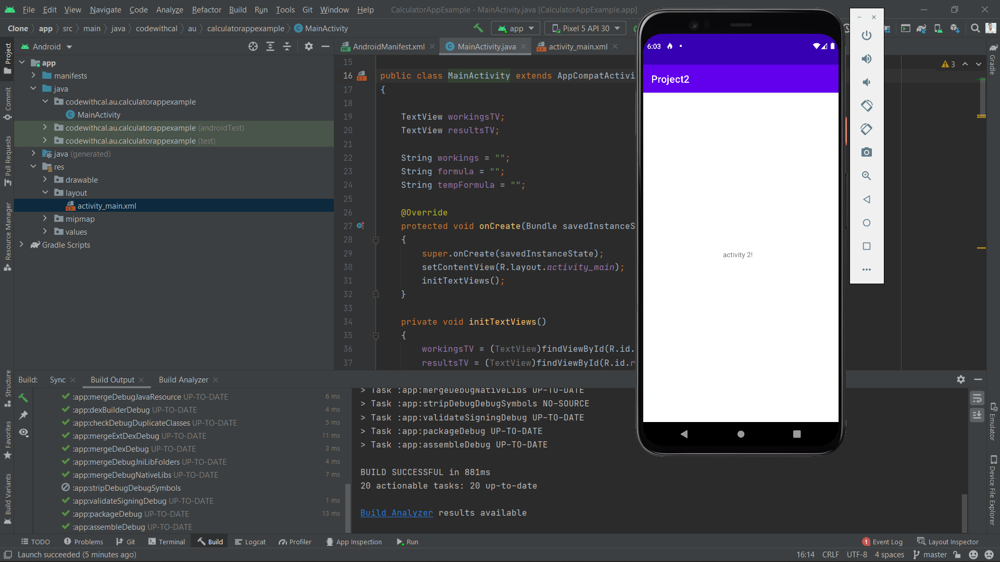 File Edit View Navigate Code Analyze Refactor Build Run Tools Git Window Help CalculatorAppExample - MainActivity.java [CalculatorAppExample.app]
Clone app src main java codewithcal au calculatorappexample MainActivity app Pixel 5 API 30
Android
app
manifests
java
codewithcal.au.calculatorappexample
MainActivity
codewithcal.au.calculatorappexample (androidTest)
codewithcal.au.calculatorappexample (test)
java (generated)
res
drawable
layout
activity_main.xml
mipmap
values
Gradle Scripts
Project
Commit
Pull Requests
Resource Manager
Structure
Favorites
Build Variants
AndroidManifest.xml MainActivity.java activity_main.xml
3
15
16 public class MainActivity extends AppCompatActivi
17 {
18
19 TextView workingsTV;
20 TextView resultsTV;
21
22 String workings = "";
23 String formula = "";
24 String tempFormula = "";
25
26 @Override
27 protected void onCreate(Bundle savedInstanceS
28 {
29 super.onCreate(savedInstanceState);
30 setContentView(R.layout.activity_main);
31 initTextViews();
32 }
33
34 private void initTextViews()
35 {
36 workingsTV = (TextView)findViewById(R.id.
37 resultsTV = (TextView)findViewById(R.id.r
6:03
Project2
activity 2!
Gradle
Emulator
Device File Explorer
Build: Sync Build Output Build Analyzer
:app:mergeDebugJavaResource UP-TO-DATE 6 ms
:app:dexBuilderDebug UP-TO-DATE 4 ms
:app:checkDebugDuplicateClasses UP-TO-DATE 5 ms
:app:mergeExtDexDebug UP-TO-DATE 11 ms
:app:mergeDexDebug UP-TO-DATE 3 ms
:app:mergeDebugJniLibFolders UP-TO-DATE 4 ms
:app:mergeDebugNativeLibs UP-TO-DATE 7 ms
:app:stripDebugDebugSymbols
:app:validateSigningDebug UP-TO-DATE 1 ms
:app:packageDebug UP-TO-DATE 13 ms
:app:assembleDebug UP-TO-DATE
> Task :app:mergeDebugNativeLibs UP-TO-DATE
> Task :app:stripDebugDebugSymbols NO-SOURCE
> Task :app:validateSigningDebug UP-TO-DATE
> Task :app:packageDebug UP-TO-DATE
> Task :app:assembleDebug UP-TO-DATE
BUILD SUCCESSFUL in 881ms
20 actionable tasks: 20 up-to-date
Build Analyzer results available
TODO Problems Git Terminal Build Logcat Profiler App Inspection Run 1 Event Log Layout Inspector
Launch succeeded (5 minutes ago) 16:14 CRLF UTF-8 4 spaces master